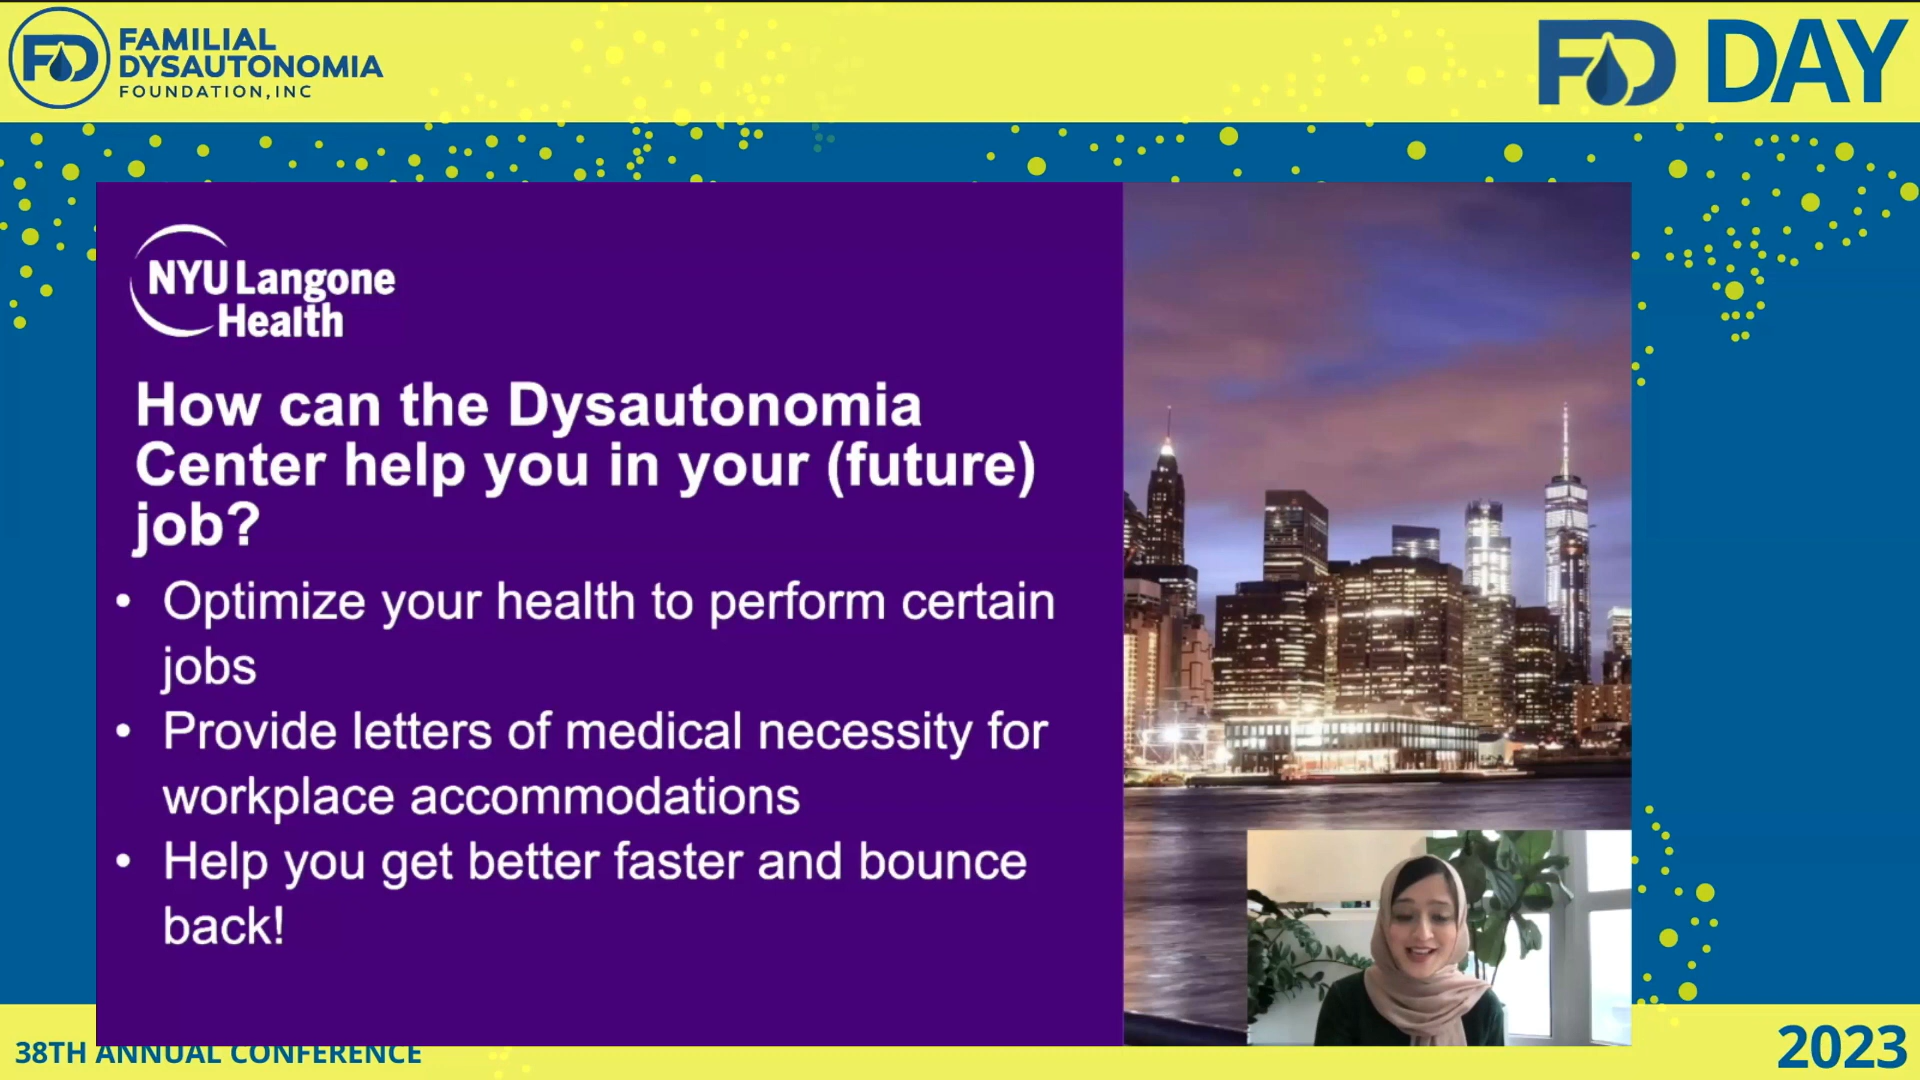 FD
FAMILIAL
DYSAUTONOMIA
FOUNDATION, INC
FD DAY
NYU Langone
Health
How can the Dysautonomia
Center help you in your (future)
job?
• Optimize your health to perform certain
jobs
• Provide letters of medical necessity for
workplace accommodations
• Help you get better faster and bounce
back!
38TH ANNUAL CONFERENCE
2023